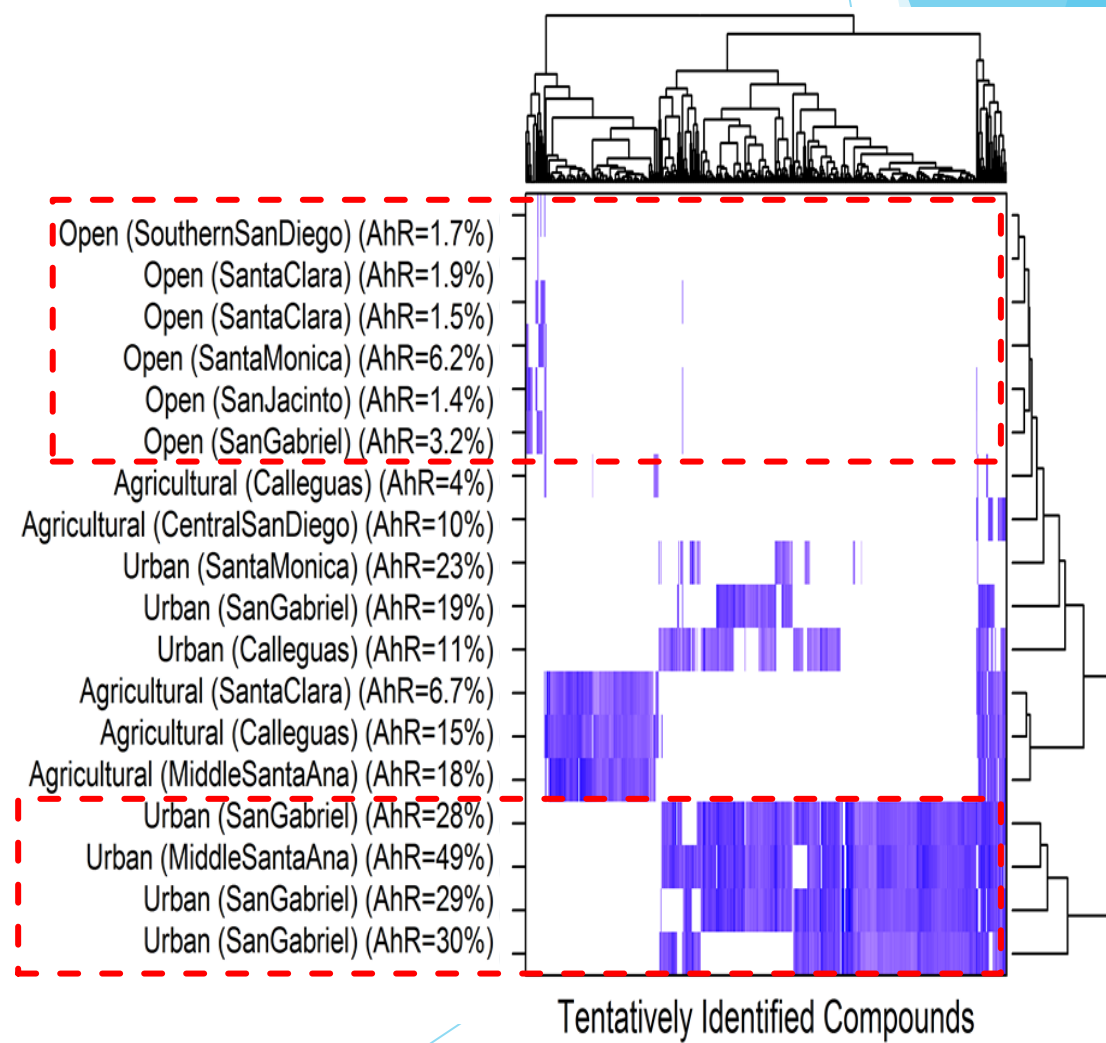 Open (SouthernSanDiego) (AhR=1.7%)
Open (SantaClara) (AhR=1.9%)
Open (SantaClara) (AhR=1.5%)
Open (SantaMonica) (AhR=6.2%)
Open (SanJacinto) (AhR=1.4%)
Open (SanGabriel) (AhR=3.2%)
Agricultural (Calleguas) (AhR=4%)
Agricultural (CentralSanDiego) (AhR=10%)
Urban (SantaMonica) (AhR=23%)
Urban (SanGabriel) (AhR=19%)
Urban (Calleguas) (AhR=11%)
Agricultural (SantaClara) (AhR=6.7%)
Agricultural (Calleguas) (AhR=15%)
Agricultural (MiddleSantaAna) (AhR=18%)
Urban (SanGabriel) (AhR=28%)
Urban (MiddleSantaAna) (AhR=49%)
Urban (SanGabriel) (AhR=29%)
Urban (SanGabriel) (AhR=30%)
Tentatively Identified Compounds